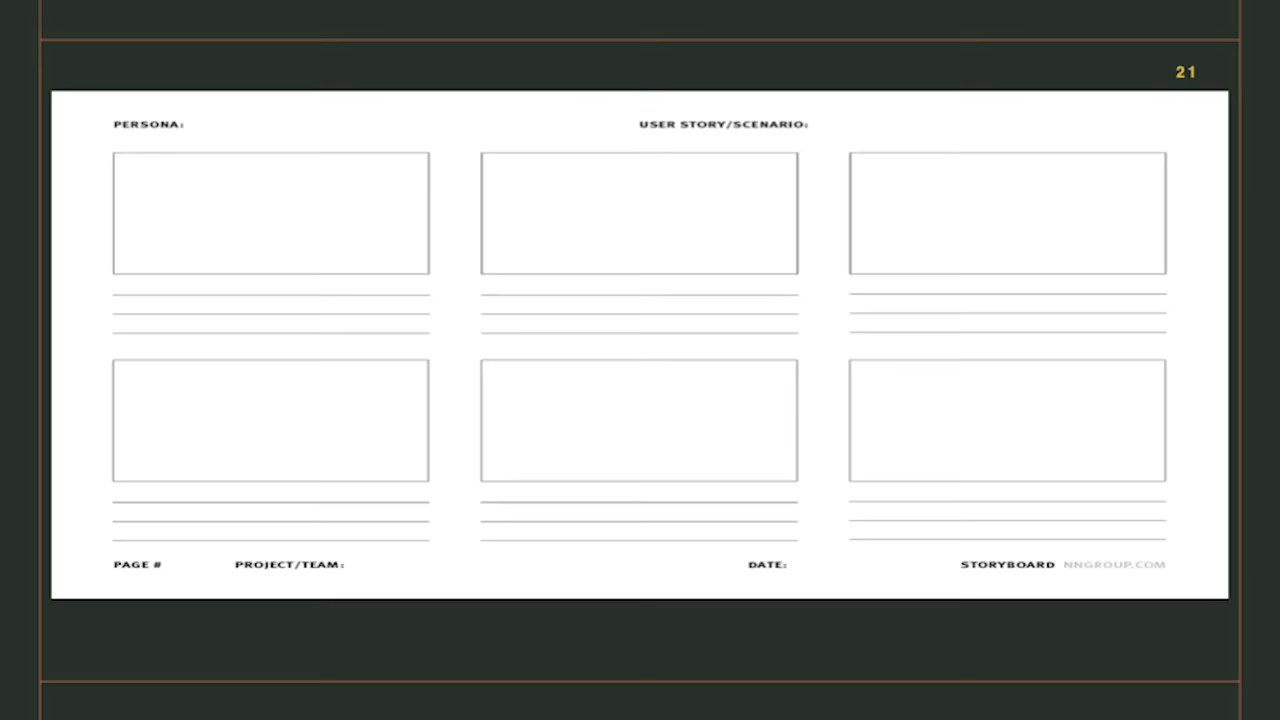 21
PERSONA: USER STORY/SCENARIO:
PAGE # PROJECT/TEAM: DATE: STORYBOARD NNGROUP.COM